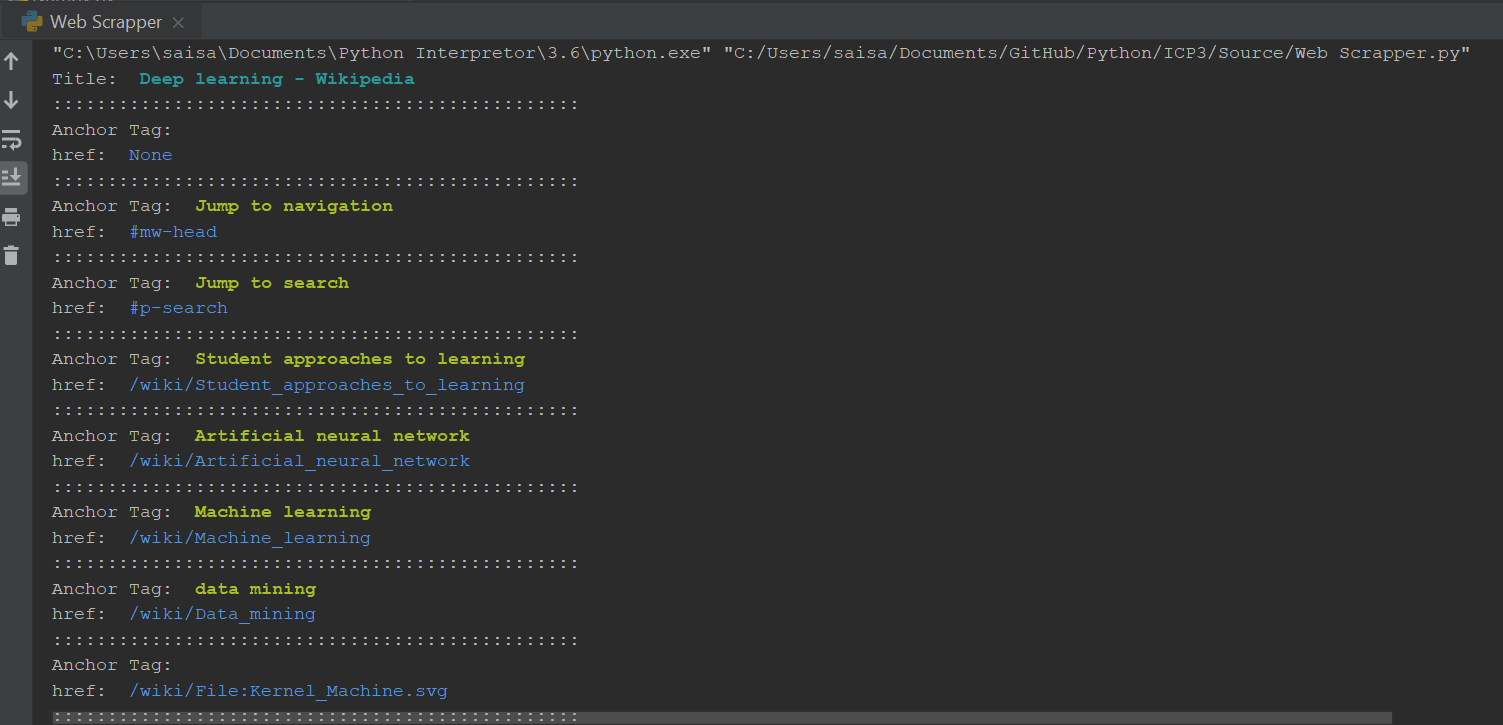 Web Scrapper
"C:\Users\saisa\Documents\Python Interpretor\3.6\python.exe" "C:/Users/saisa/Documents/GitHub/Python/ICP3/Source/Web Scrapper.py"
Title:  Deep learning - Wikipedia
::::::::::::::::::::::::::::::::::::::::::::::::
Anchor Tag:
href:  None
::::::::::::::::::::::::::::::::::::::::::::::::
Anchor Tag:  Jump to navigation
href:  #mw-head
::::::::::::::::::::::::::::::::::::::::::::::::
Anchor Tag:  Jump to search
href:  #p-search
::::::::::::::::::::::::::::::::::::::::::::::::
Anchor Tag:  Student approaches to learning
href:  /wiki/Student_approaches_to_learning
::::::::::::::::::::::::::::::::::::::::::::::::
Anchor Tag:  Artificial neural network
href:  /wiki/Artificial_neural_network
::::::::::::::::::::::::::::::::::::::::::::::::
Anchor Tag:  Machine learning
href:  /wiki/Machine_learning
::::::::::::::::::::::::::::::::::::::::::::::::
Anchor Tag:  data mining
href:  /wiki/Data_mining
::::::::::::::::::::::::::::::::::::::::::::::::
Anchor Tag:
href:  /wiki/File:Kernel_Machine.svg
::::::::::::::::::::::::::::::::::::::::::::::::